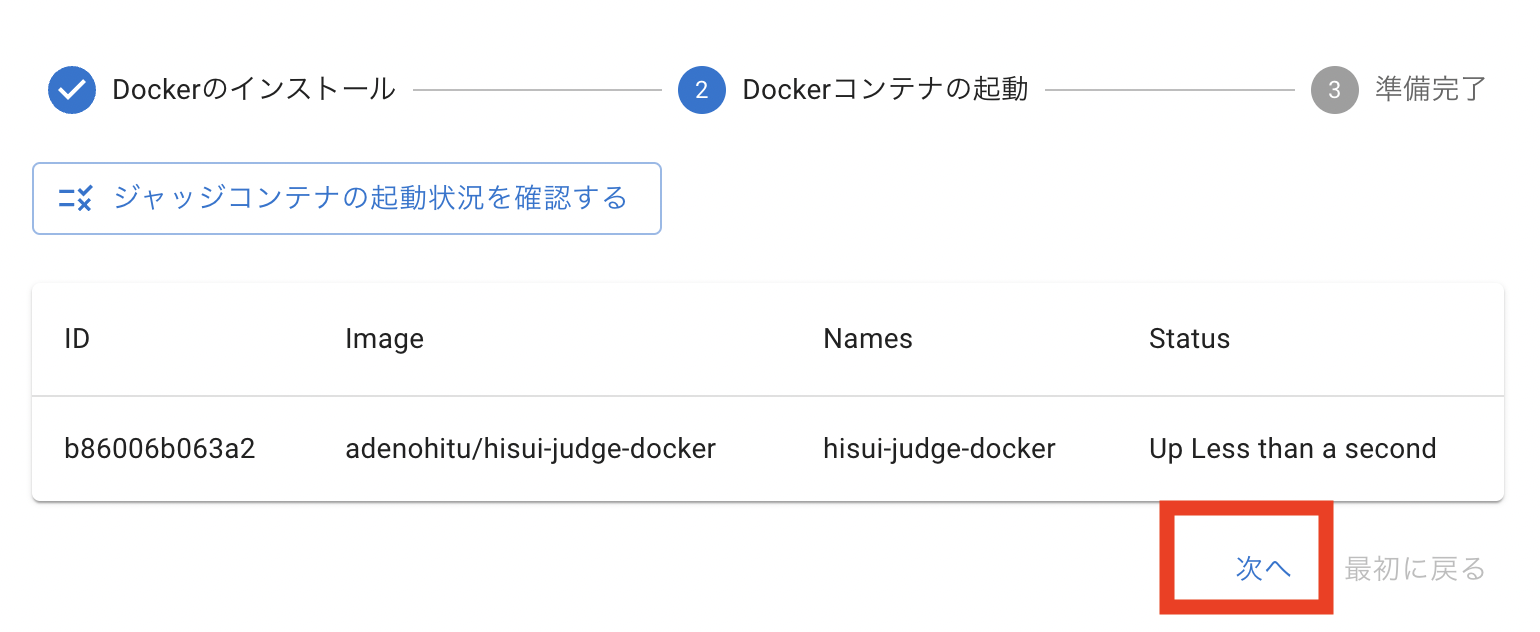 Dockerのインストール 2 Dockerコンテナの起動 3 準備完了
ジャッジコンテナの起動状況を確認する
ID Image Names Status
b86006b063a2 adenohitu/hisui-judge-docker hisui-judge-docker Up Less than a second
次へ 最初に戻る